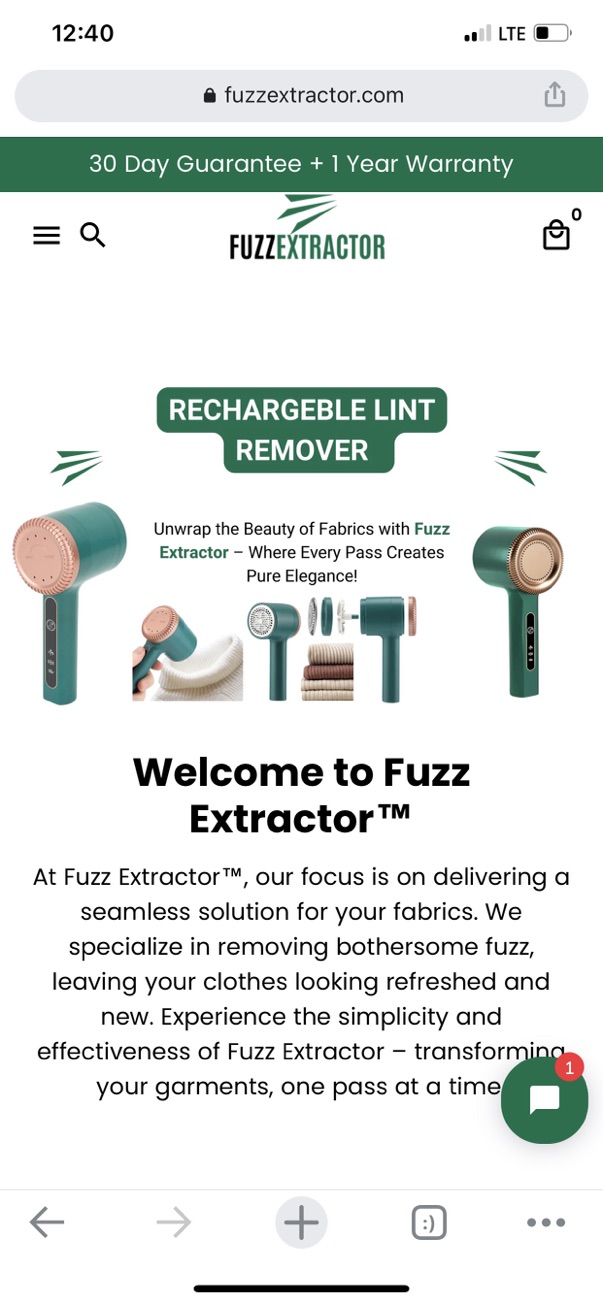 12:40
LTE
fuzzextractor.com
30 Day Guarantee + 1 Year Warranty
0
FUZZEXTRACTOR
RECHARGEBLE LINT
REMOVER
Unwrap the Beauty of Fabrics with Fuzz
Extractor – Where Every Pass Creates
Pure Elegance!
Welcome to Fuzz
Extractor™
At Fuzz Extractor™, our focus is on delivering a
seamless solution for your fabrics. We
specialize in removing bothersome fuzz,
leaving your clothes looking refreshed and
new. Experience the simplicity and
effectiveness of Fuzz Extractor – transforming
your garments, one pass at a time
1
:)